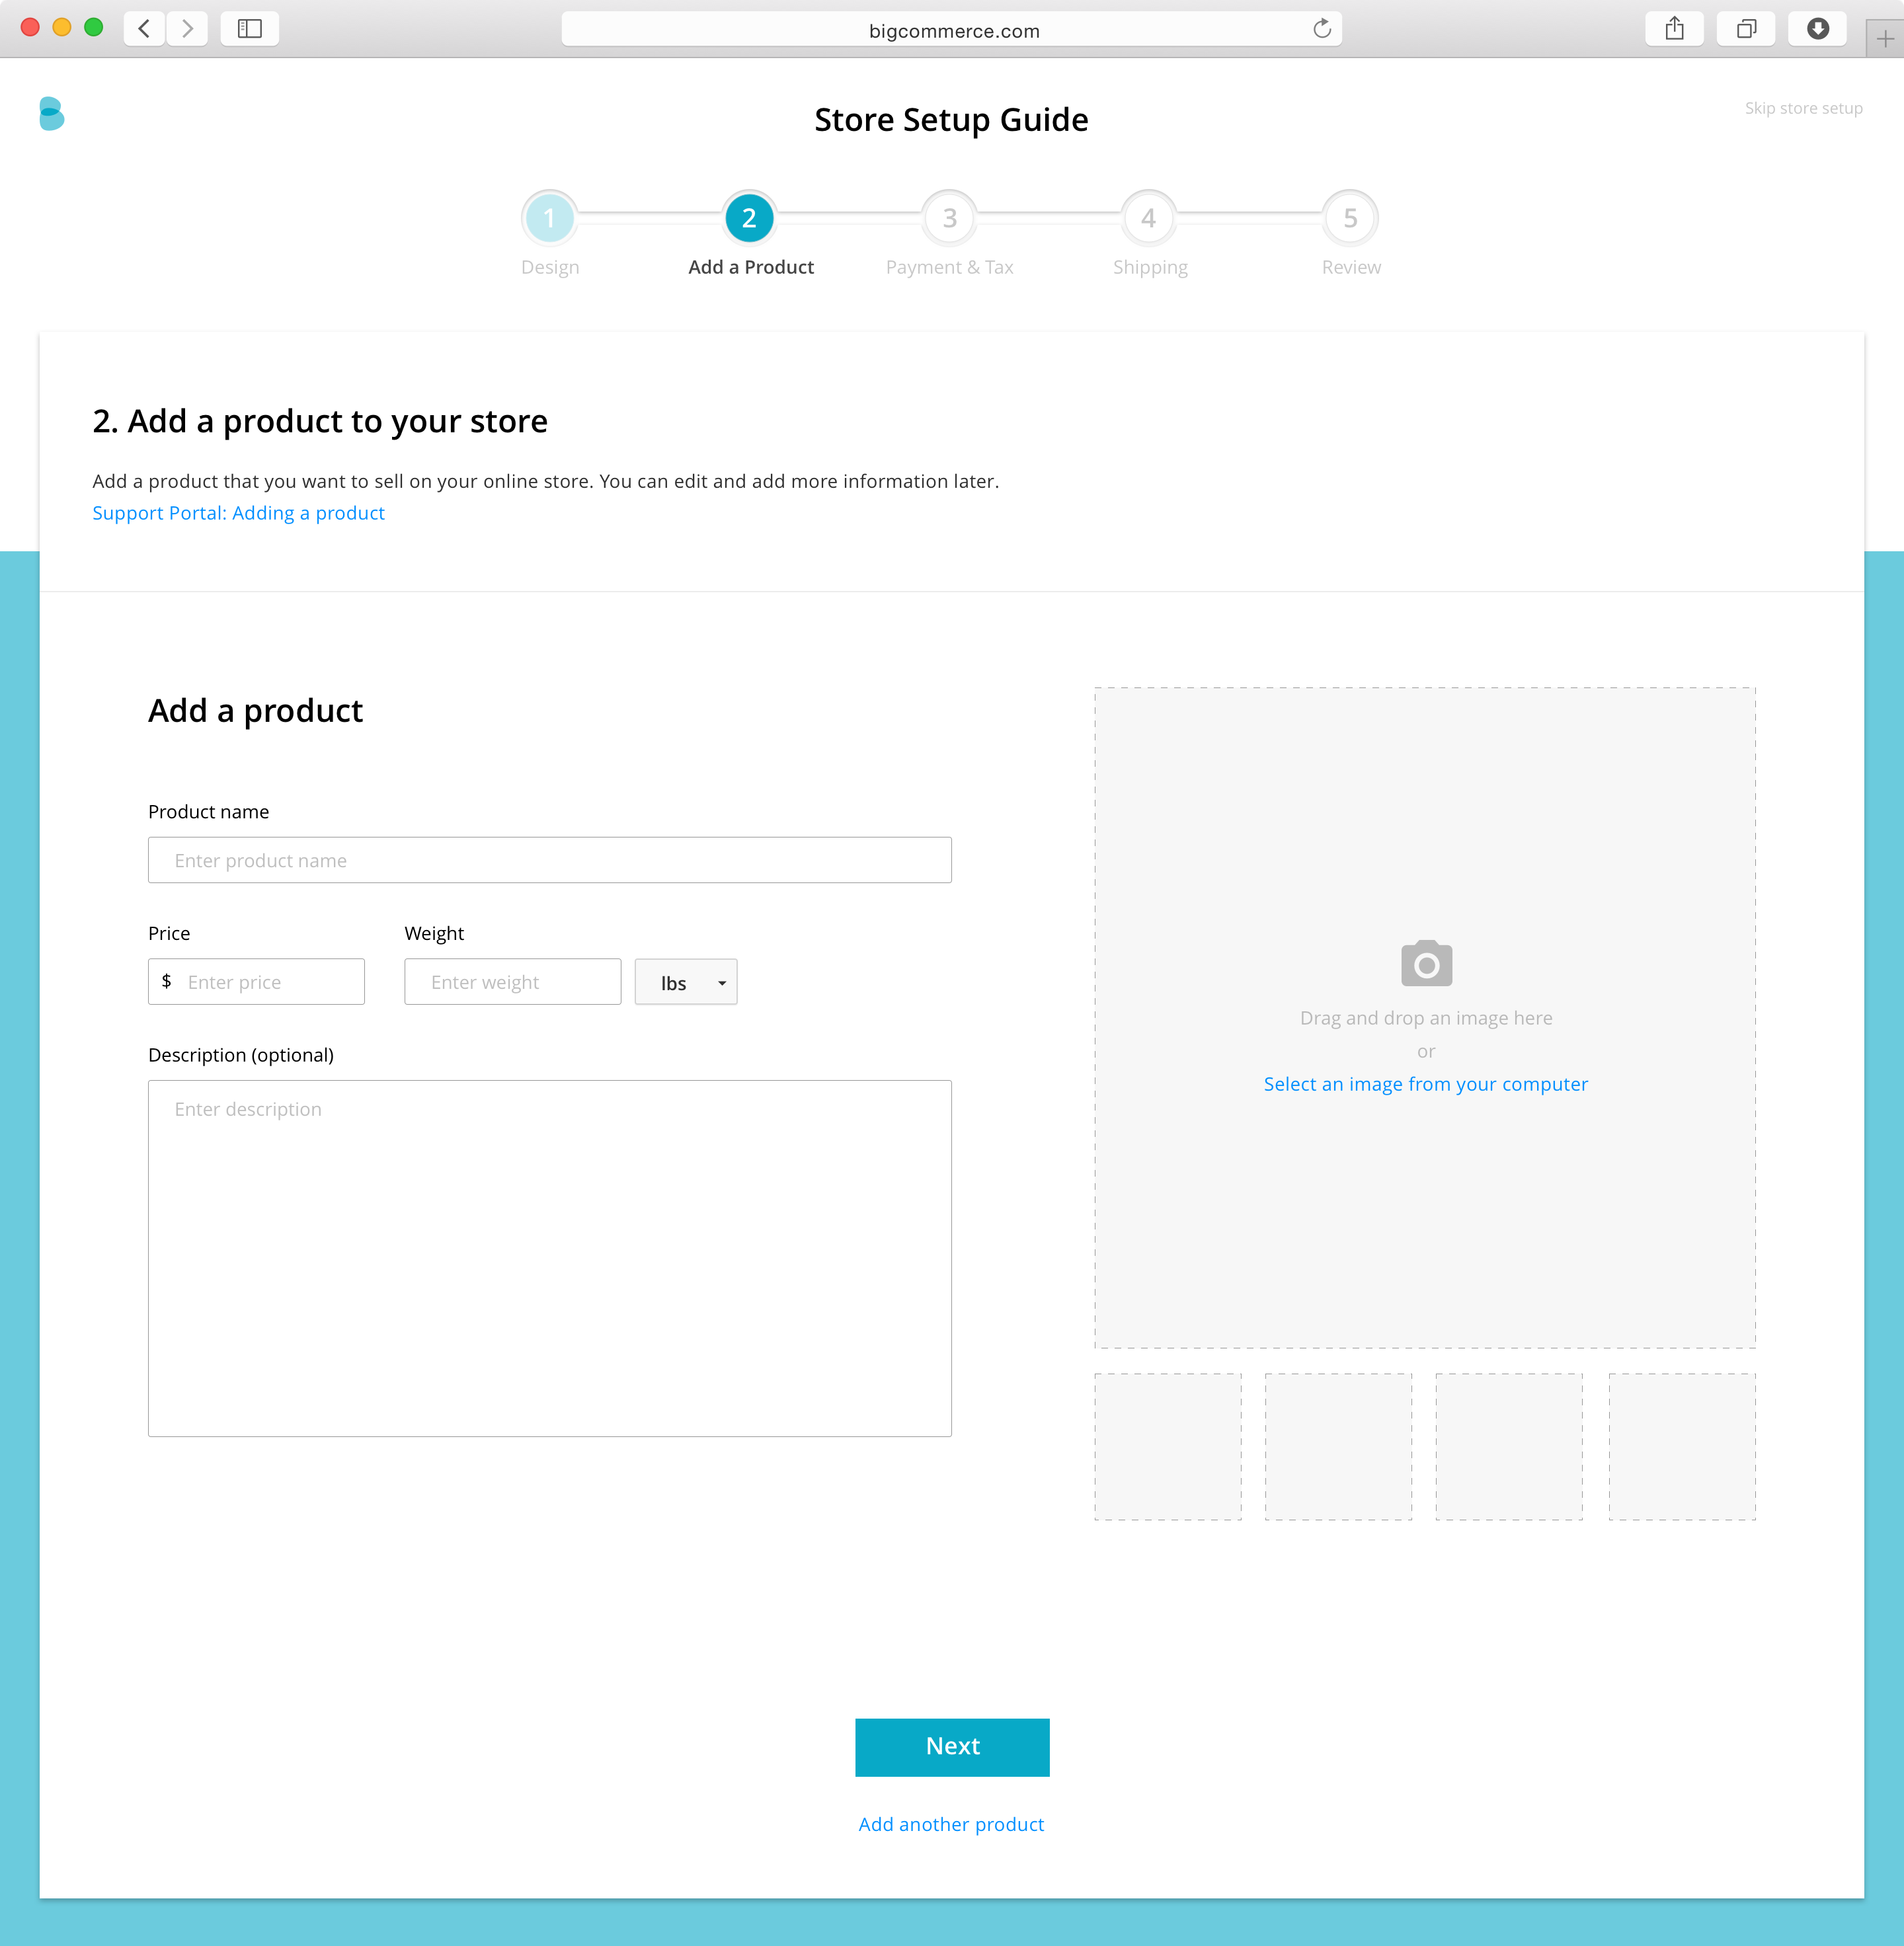 bigcommerce.com
Store Setup Guide
Skip store setup
1
2
3
4
5
Design
Add a Product
Payment & Tax
Shipping
Review
2. Add a product to your store
Add a product that you want to sell on your online store. You can edit and add more information later.
Support Portal: Adding a product
Add a product
Product name
Enter product name
Price
Weight
$ Enter price
Enter weight
lbs
Description (optional)
Enter description
Drag and drop an image here
or
Select an image from your computer
Next
Add another product